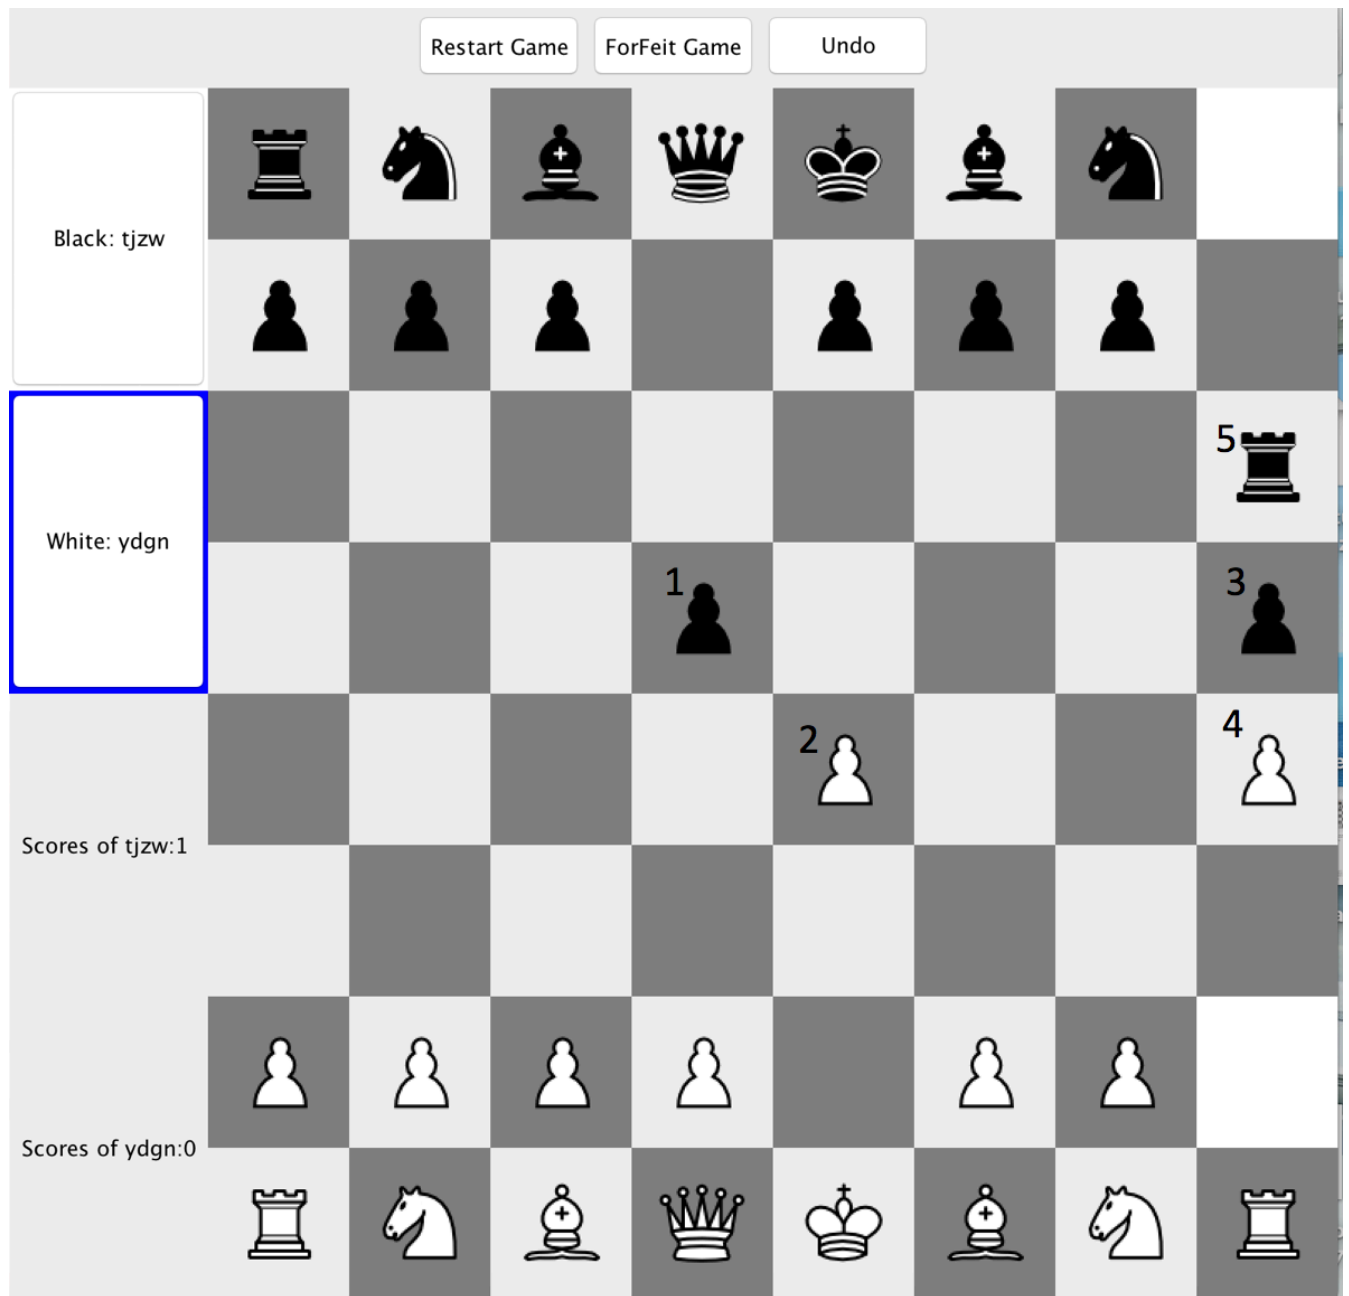 Restart Game
ForFeit Game
Undo
Black: tjzw
White: ydgn
5
1
3
2
4
Scores of tjzw:1
Scores of ydgn:0